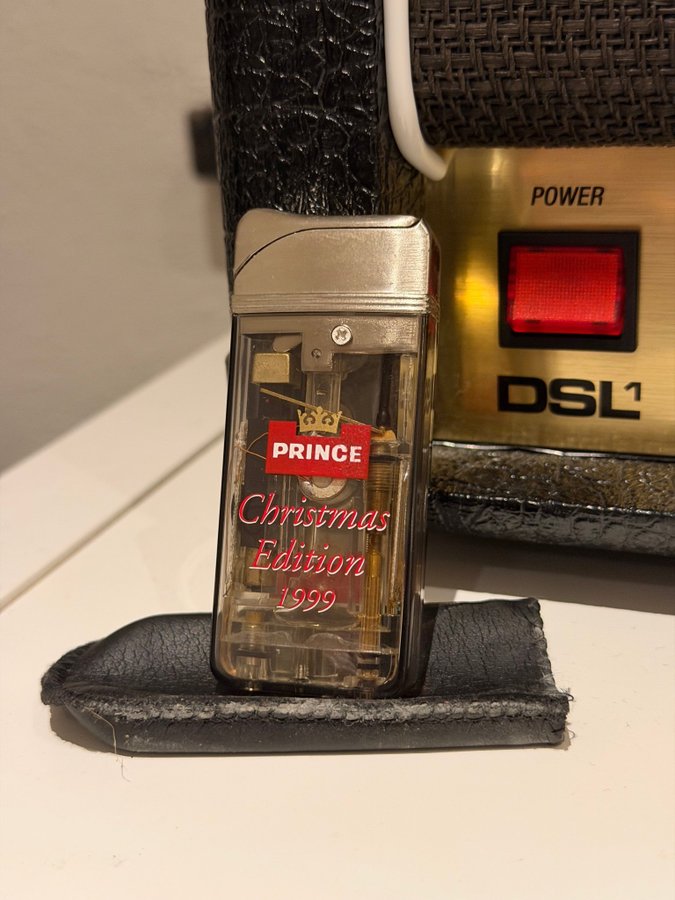 POWER
DSL1
PRINCE
Christmas
Edition
1999